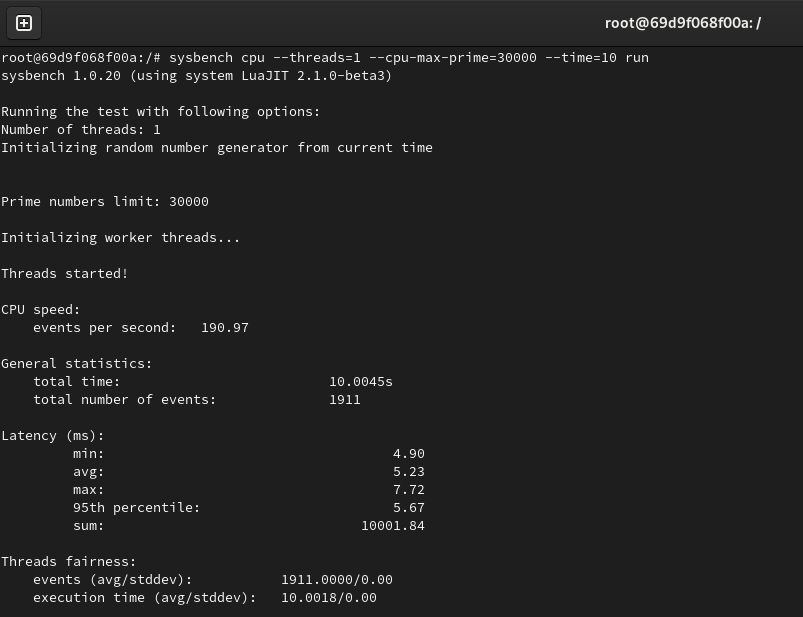 root@69d9f068f00a: /
root@69d9f068f00a:/# sysbench cpu --threads=1 --cpu-max-prime=30000 --time=10 run
sysbench 1.0.20 (using system LuaJIT 2.1.0-beta3)
Running the test with following options:
Number of threads: 1
Initializing random number generator from current time
Prime numbers limit: 30000
Initializing worker threads...
Threads started!
CPU speed:
events per second: 190.97
General statistics:
total time: 10.0045s
total number of events: 1911
Latency (ms):
min: 4.90
avg: 5.23
max: 7.72
95th percentile: 5.67
sum: 10001.84
Threads fairness:
events (avg/stddev): 1911.0000/0.00
execution time (avg/stddev): 10.0018/0.00